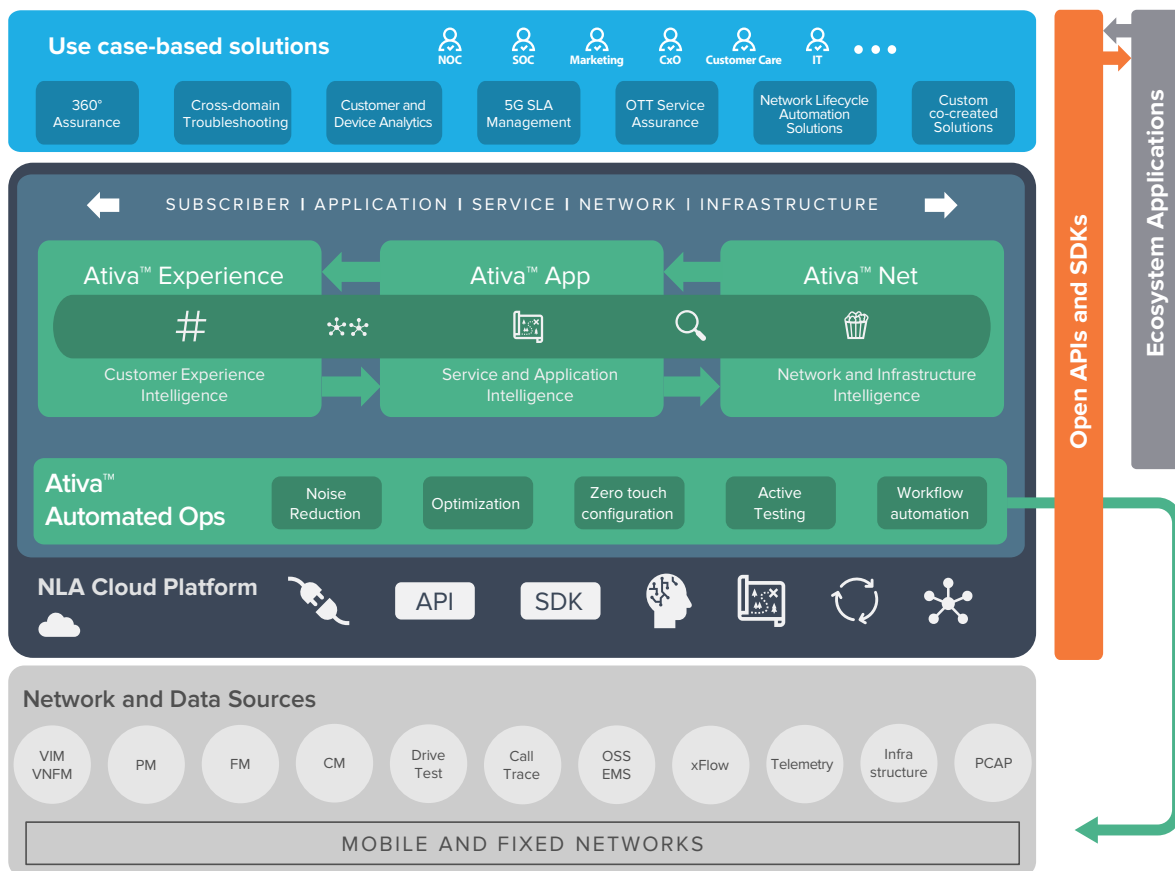 Use case-based solutions
NOC
SOC
Marketing
CxO
Customer Care
IT
360°
Assurance
Cross-domain
Troubleshooting
Customer and
Device Analytics
5G SLA
Management
OTT Service
Assurance
Network Lifecycle
Automation
Solutions
Custom
co-created
Solutions
SUBSCRIBER | APPLICATION | SERVICE | NETWORK | INFRASTRUCTURE
Ativa™ Experience
Customer Experience
Intelligence
Ativa™ App
Service and Application
Intelligence
Ativa™ Net
Network and Infrastructure
Intelligence
Ativa™
Automated Ops
Noise
Reduction
Optimization
Zero touch
configuration
Active
Testing
Workflow
automation
NLA Cloud Platform
API
SDK
Open APIs and SDKs
Ecosystem Applications
Network and Data Sources
VIM
VNFM
PM
FM
CM
Drive
Test
Call
Trace
OSS
EMS
xFlow
Telemetry
Infra
structure
PCAP
MOBILE AND FIXED NETWORKS